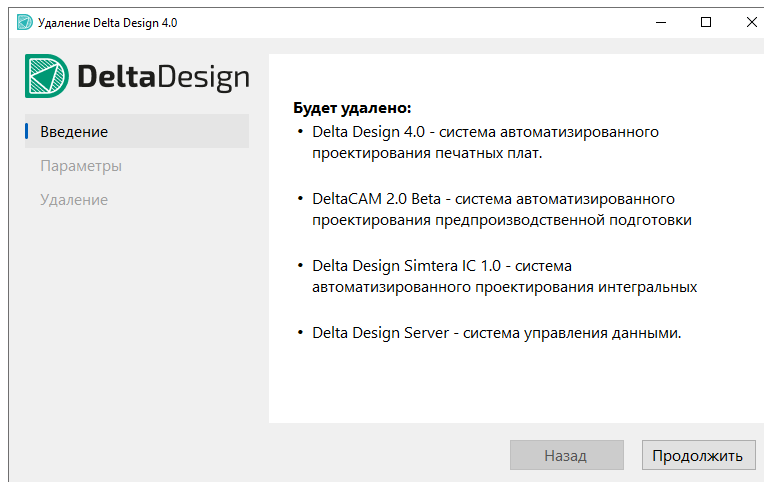 Удаление Delta Design 4.0
DeltaDesign
Введение
Параметры
Удаление
Будет удалено:
• Delta Design 4.0 - система автоматизированного
проектирования печатных плат.
• DeltaCAM 2.0 Beta - система автоматизированного
проектирования предпроизводственной подготовки
• Delta Design Simtera IC 1.0 - система
автоматизированного проектирования интегральных
• Delta Design Server - система управления данными.
Назад
Продолжить